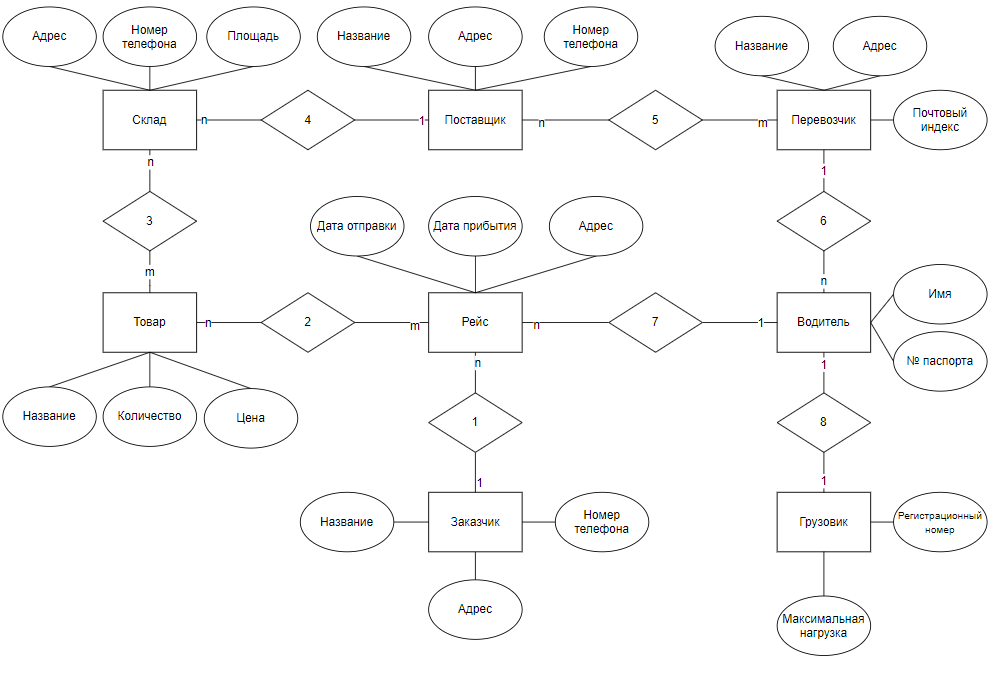 Адрес
Номер
телефона
Площадь
Название
Адрес
Номер
телефона
Название
Адрес
Склад
n
4
1
Поставщик
n
5
m
Перевозчик
Почтовый
индекс
n
3
m
1
6
n
Дата отправки
Дата прибытия
Адрес
Товар
n
2
m
Рейс
n
7
1
Водитель
Имя
№ паспорта
Название
Количество
Цена
n
1
1
1
8
1
Название
Заказчик
Номер
телефона
Адрес
Грузовик
Регистрационный
номер
Максимальная
нагрузка